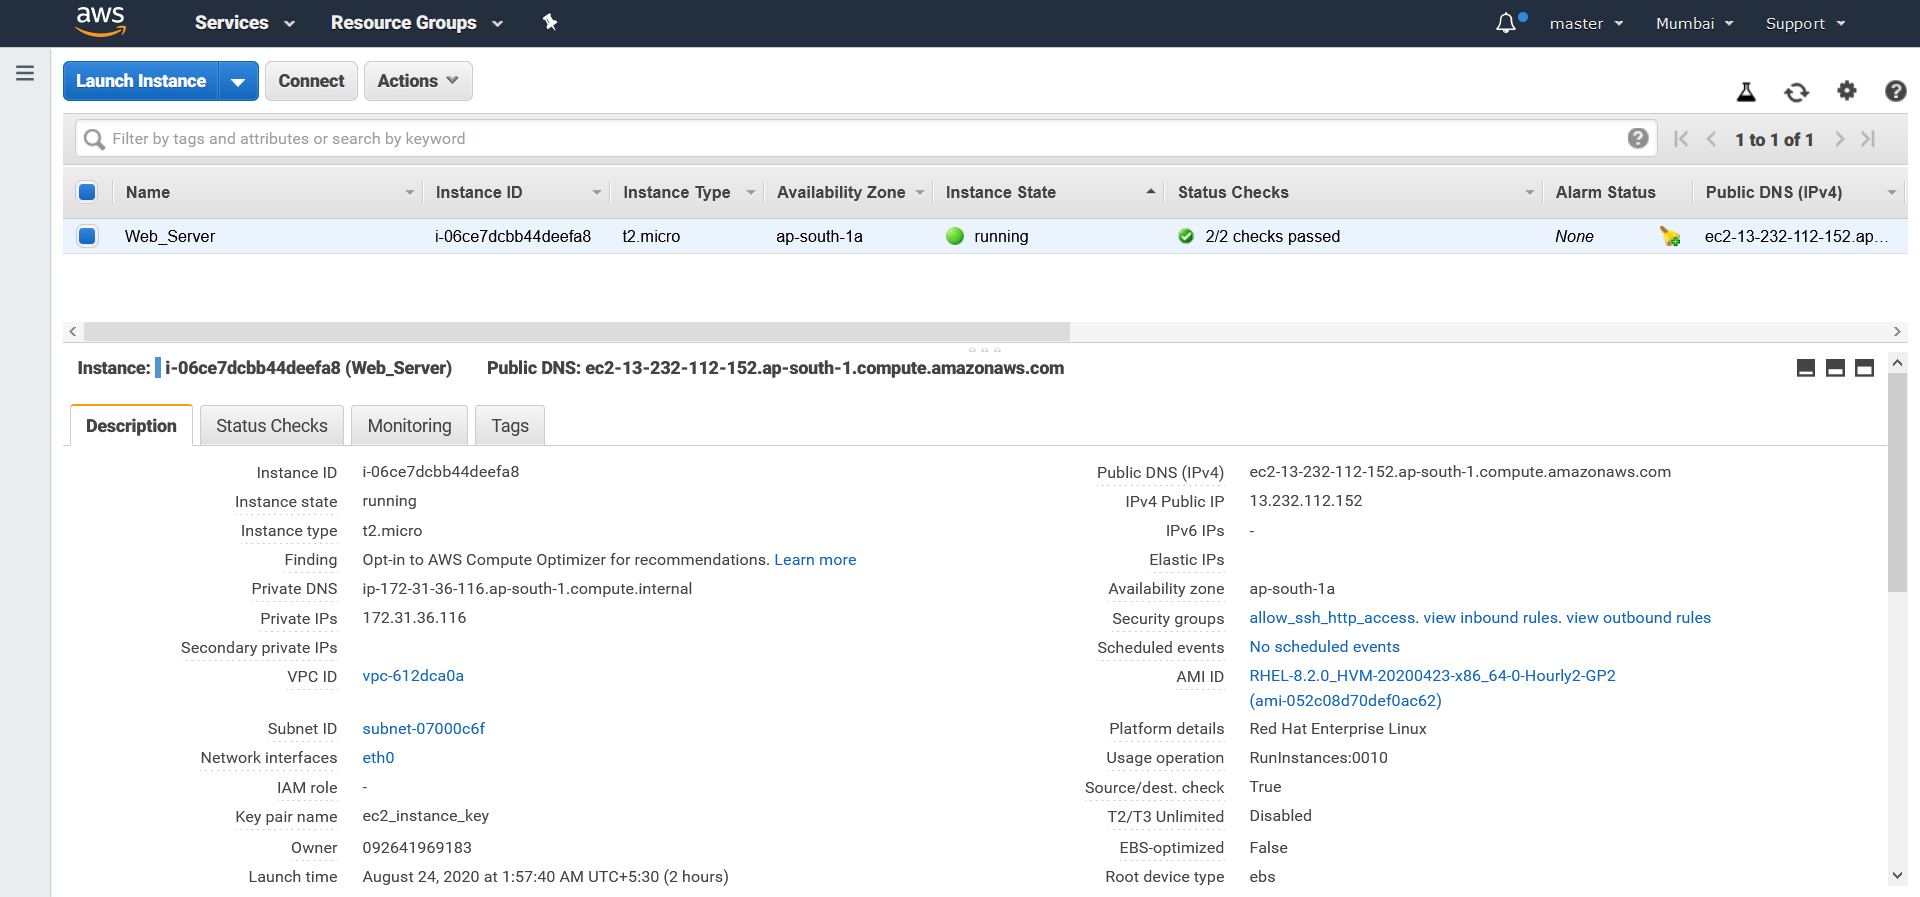 aws Services Resource Groups master Mumbai Support
Launch Instance Connect Actions
Filter by tags and attributes or search by keyword 1 to 1 of 1
Name Instance ID Instance Type Availability Zone Instance State Status Checks Alarm Status Public DNS (IPv4)
Web_Server i-06ce7dcbb44deefa8 t2.micro ap-south-1a running 2/2 checks passed None ec2-13-232-112-152.ap...
Instance: i-06ce7dcbb44deefa8 (Web_Server) Public DNS: ec2-13-232-112-152.ap-south-1.compute.amazonaws.com
Description Status Checks Monitoring Tags
Instance ID i-06ce7dcbb44deefa8 Public DNS (IPv4) ec2-13-232-112-152.ap-south-1.compute.amazonaws.com
Instance state running IPv4 Public IP 13.232.112.152
Instance type t2.micro IPv6 IPs -
Finding Opt-in to AWS Compute Optimizer for recommendations. Learn more Elastic IPs
Private DNS ip-172-31-36-116.ap-south-1.compute.internal Availability zone ap-south-1a
Private IPs 172.31.36.116 Security groups allow_ssh_http_access. view inbound rules. view outbound rules
Secondary private IPs Scheduled events No scheduled events
VPC ID vpc-612dca0a AMI ID RHEL-8.2.0_HVM-20200423-x86_64-0-Hourly2-GP2
(ami-052c08d70def0ac62)
Subnet ID subnet-07000c6f Platform details Red Hat Enterprise Linux
Network interfaces eth0 Usage operation RunInstances:0010
IAM role - Source/dest. check True
Key pair name ec2_instance_key T2/T3 Unlimited Disabled
Owner 092641969183 EBS-optimized False
Launch time August 24, 2020 at 1:57:40 AM UTC+5:30 (2 hours) Root device type ebs